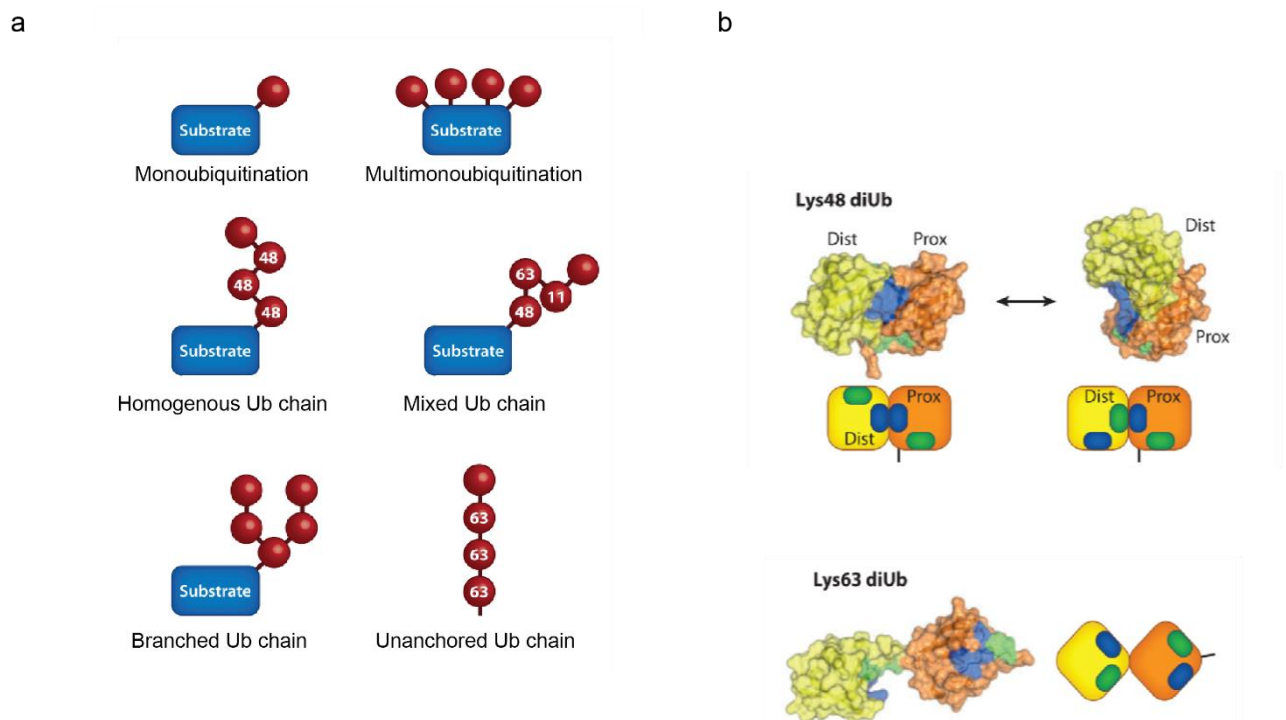 a
Substrate
Monoubiquitination
Substrate
Multimonoubiquitination
48
48
48
Substrate
Homogenous Ub chain
63
11
48
Substrate
Mixed Ub chain
Substrate
Branched Ub chain
63
63
63
Unanchored Ub chain
b
Lys48 diUb
Dist
Prox
Dist
Prox
Prox
Dist
Dist
Prox
Lys63 diUb